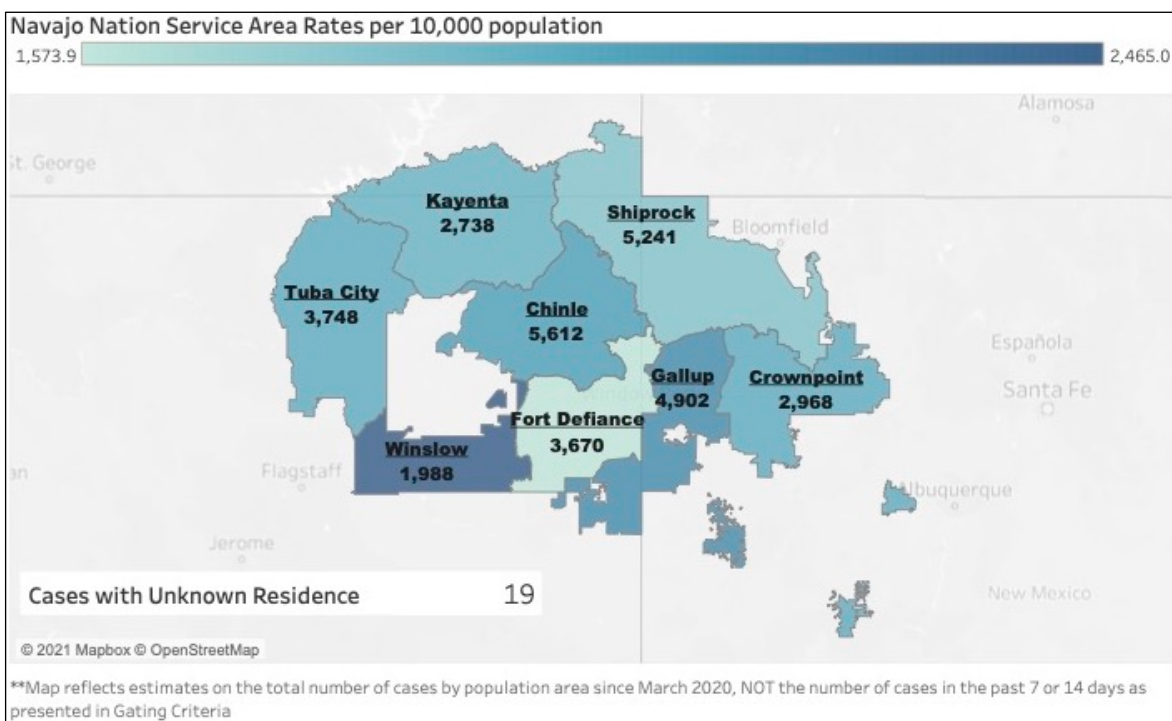 Navajo Nation Service Area Rates per 10,000 population
1,573.9
2,465.0
Alamosa
St. George
Kayenta
2,738
Shiprock
5,241
Bloomfield
Tuba City
3,748
Chinle
5,612
Española
Gallup
4,902
Crownpoint
2,968
Santa Fe
Fort Defiance
3,670
Winslow
1,988
Flagstaff
Albuquerque
Jerome
Cases with Unknown Residence 19
New Mexico
© 2021 Mapbox © OpenStreetMap
**Map reflects estimates on the total number of cases by population area since March 2020, NOT the number of cases in the past 7 or 14 days as
presented in Gating Criteria